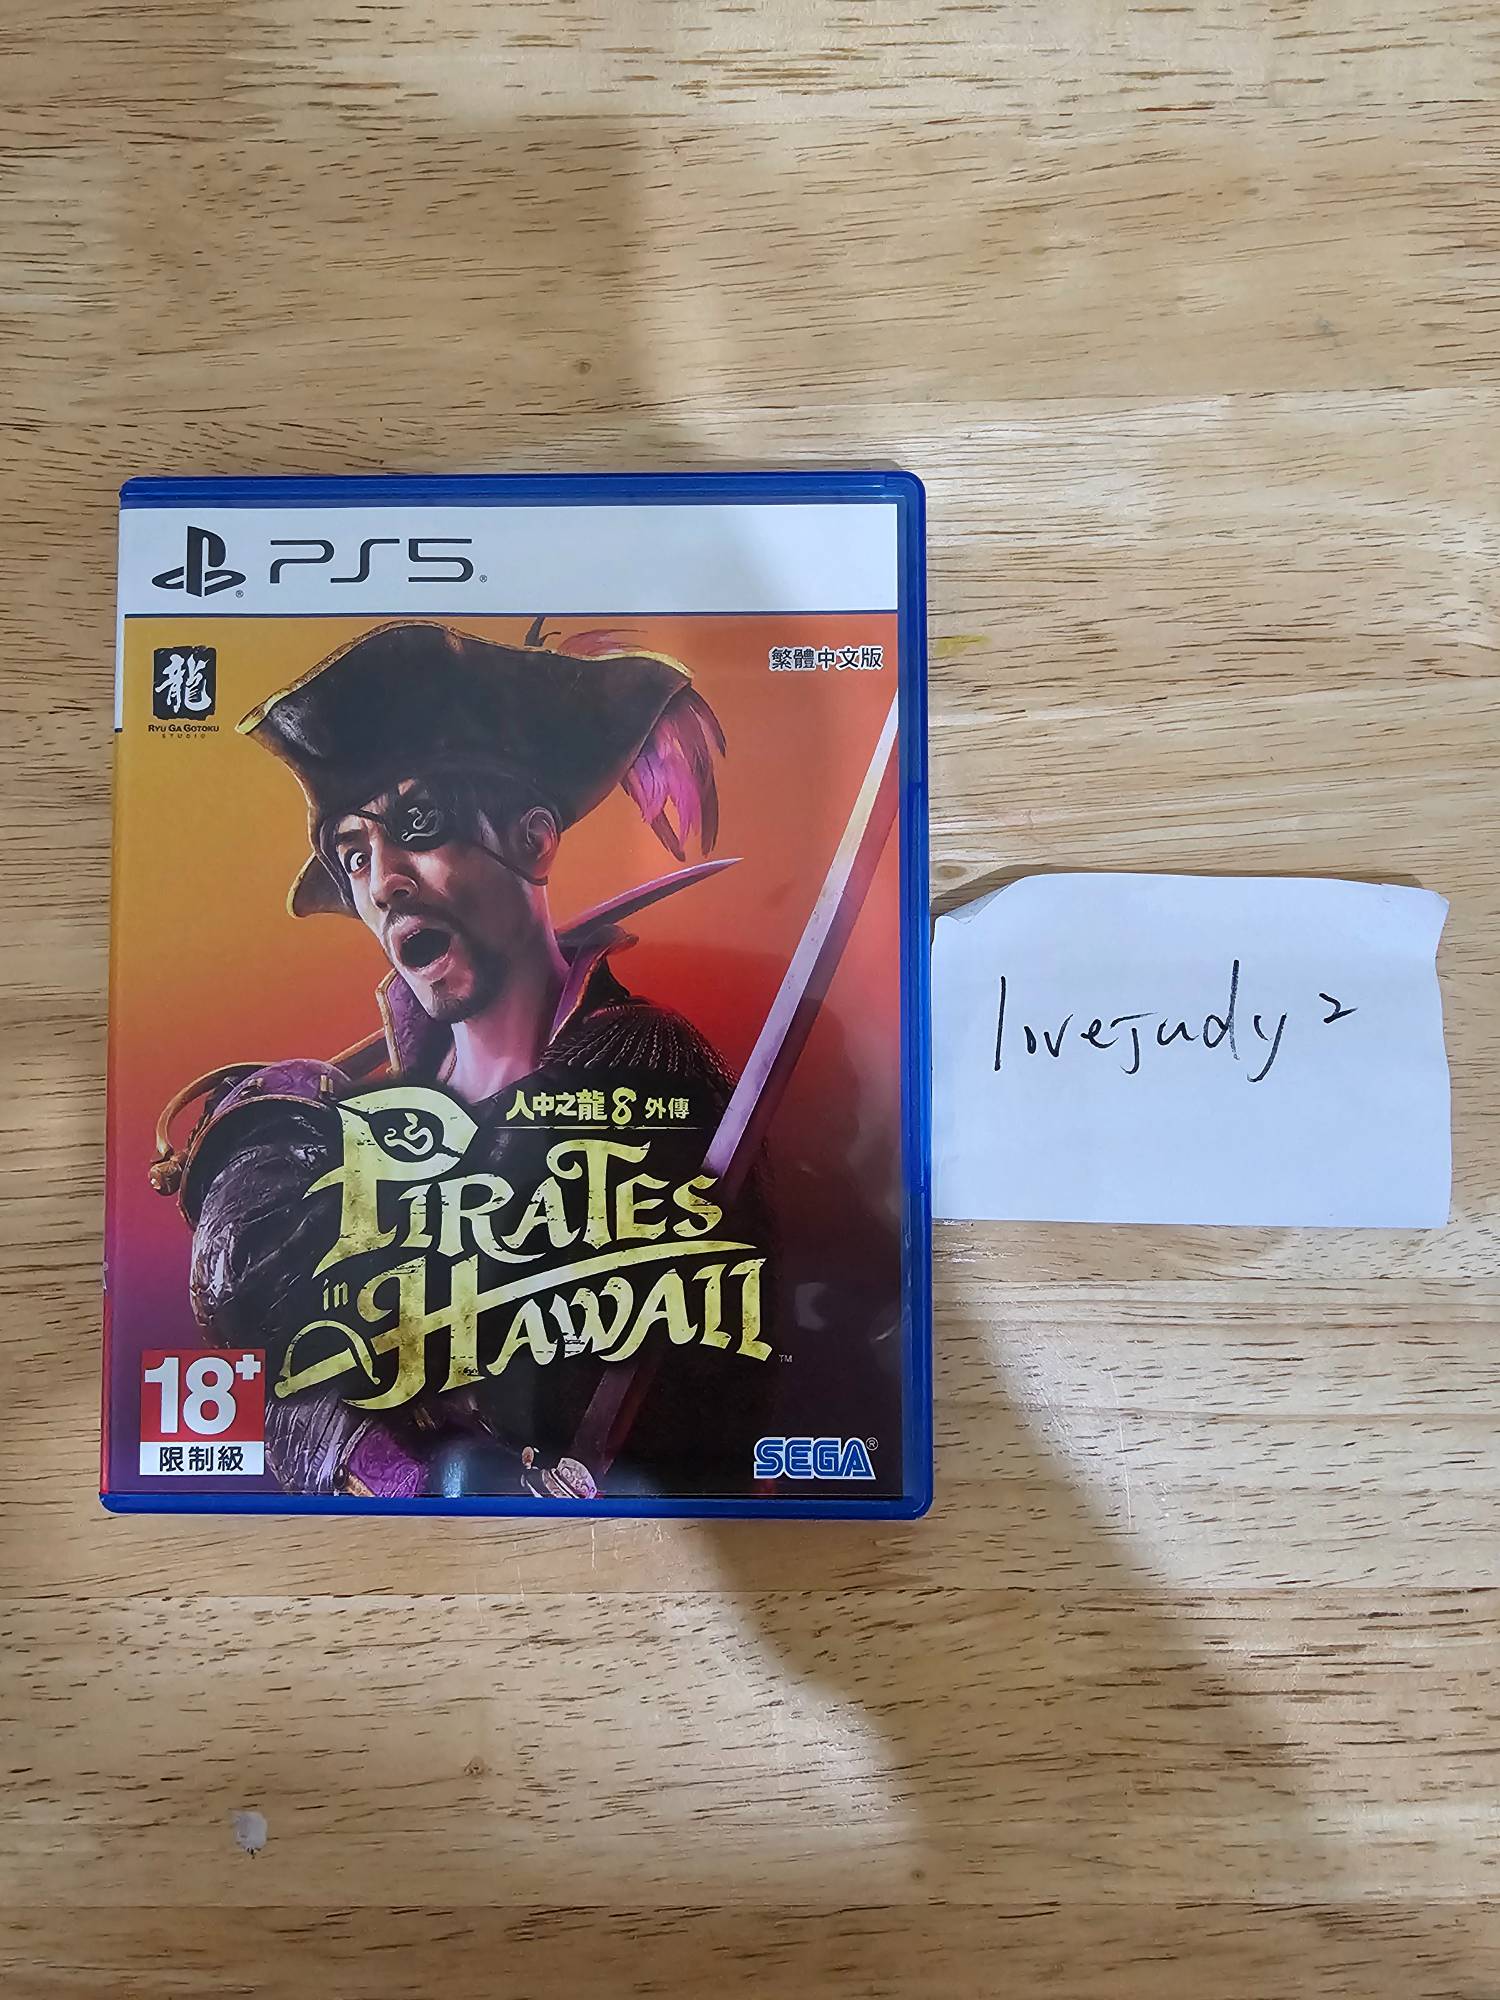 PS5
龍
RYU GA GOTOKU
STUDIO
繁體中文版
人中之龍8 外傳
PIRATES
in HAWAII
TM
18+
限制級
SEGA
lovejudy2